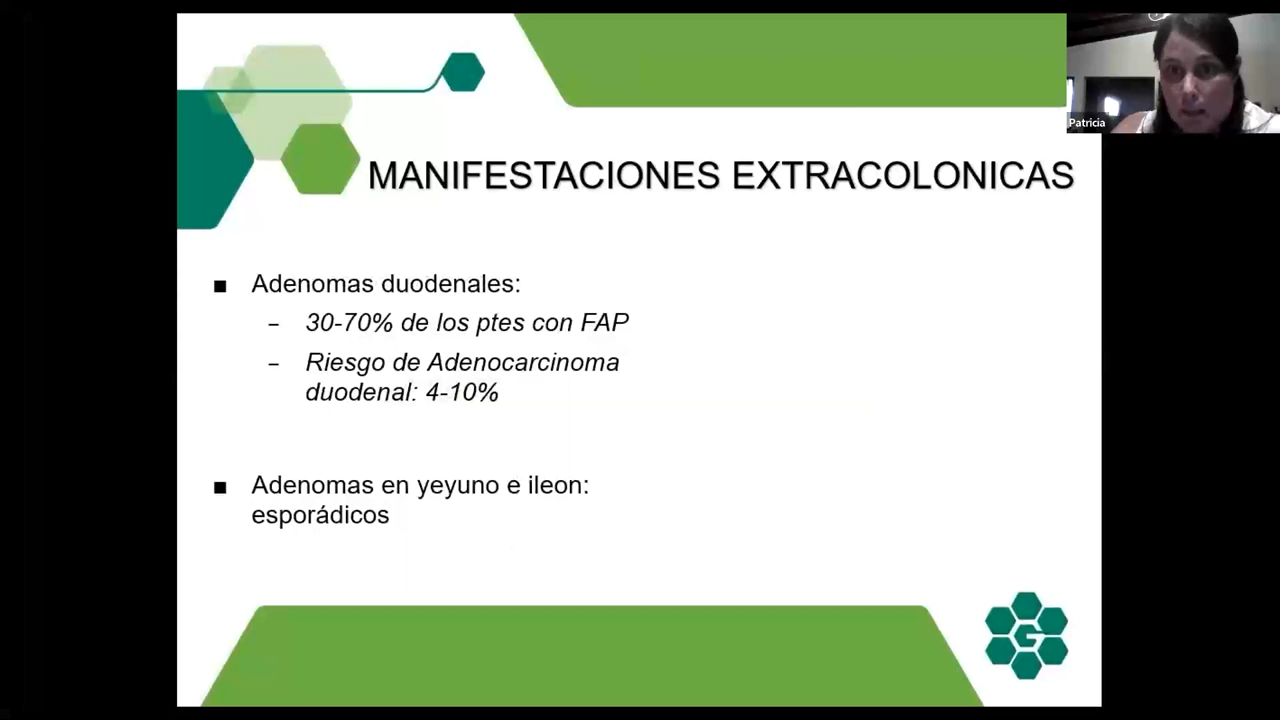 Patricia
MANIFESTACIONES EXTRACOLONICAS
■ Adenomas duodenales:
– 30-70% de los ptes con FAP
– Riesgo de Adenocarcinoma
duodenal: 4-10%
■ Adenomas en yeyuno e ileon:
esporádicos
G